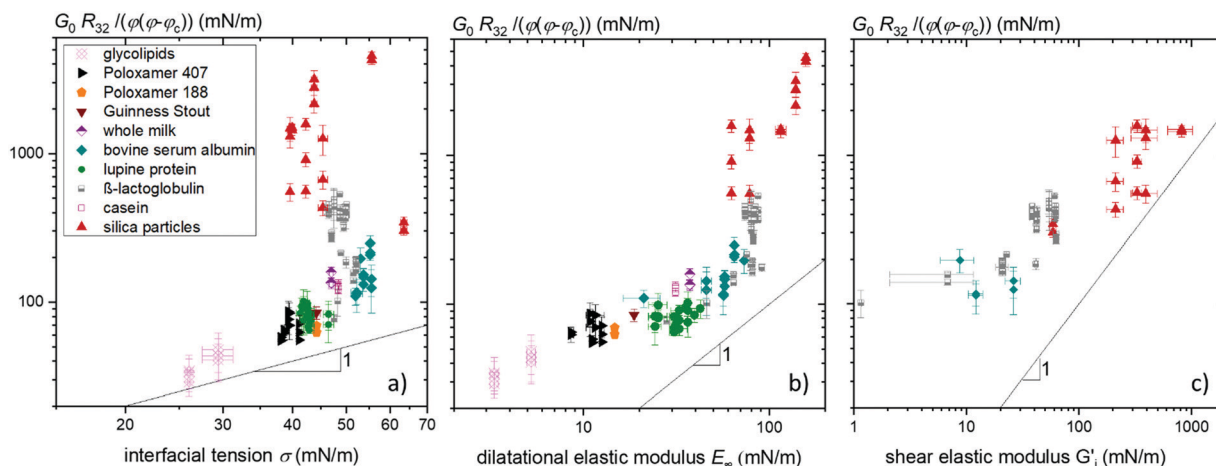 G₀ R₃₂ /(φ(φ-φc)) (mN/m)
glycolipids
Poloxamer 407
Poloxamer 188
Guinness Stout
whole milk
bovine serum albumin
lupine protein
ß-lactoglobulin
casein
silica particles
1000
100
1
a)
20 30 40 50 60 70
interfacial tension σ (mN/m)
G₀ R₃₂ /(φ(φ-φc)) (mN/m)
1
b)
10 100
dilatational elastic modulus E∞ (mN/m)
G₀ R₃₂ /(φ(φ-φc)) (mN/m)
1
c)
1 10 100 1000
shear elastic modulus G'ᵢ (mN/m)